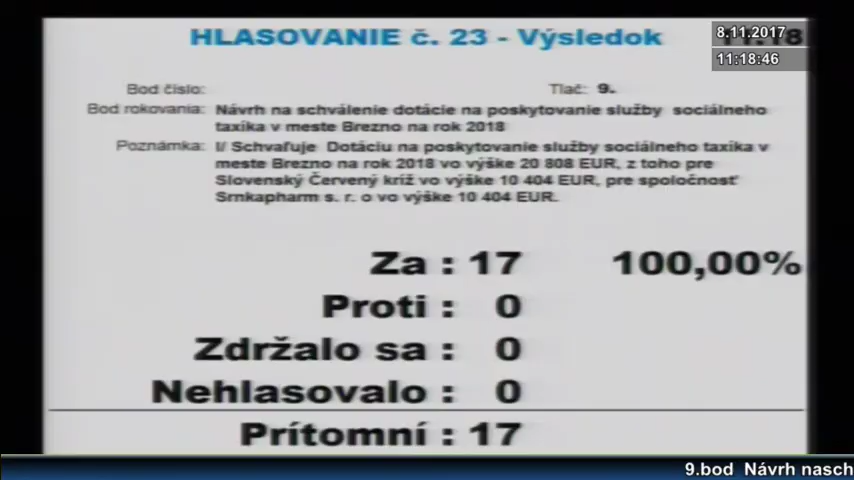 HLASOVANIE č. 23 - Výsledok
8.11.2017
11:18
11:18:46
Bod číslo:
Tlač: 9.
Bod rokovania: Návrh na schválenie dotácie na poskytovanie služby sociálneho
taxíka v meste Brezno na rok 2018
Poznámka: I/ Schvaľuje Dotáciu na poskytovanie služby sociálneho taxíka v
meste Brezno na rok 2018 vo výške 20 808 EUR, z toho pre
Slovenský Červený kríž vo výške 10 404 EUR, pre spoločnosť
Srnkapharm s. r. o vo výške 10 404 EUR.
Za : 17 100,00%
Proti : 0
Zdržalo sa : 0
Nehlasovalo : 0
Prítomní : 17
9.bod Návrh nasch